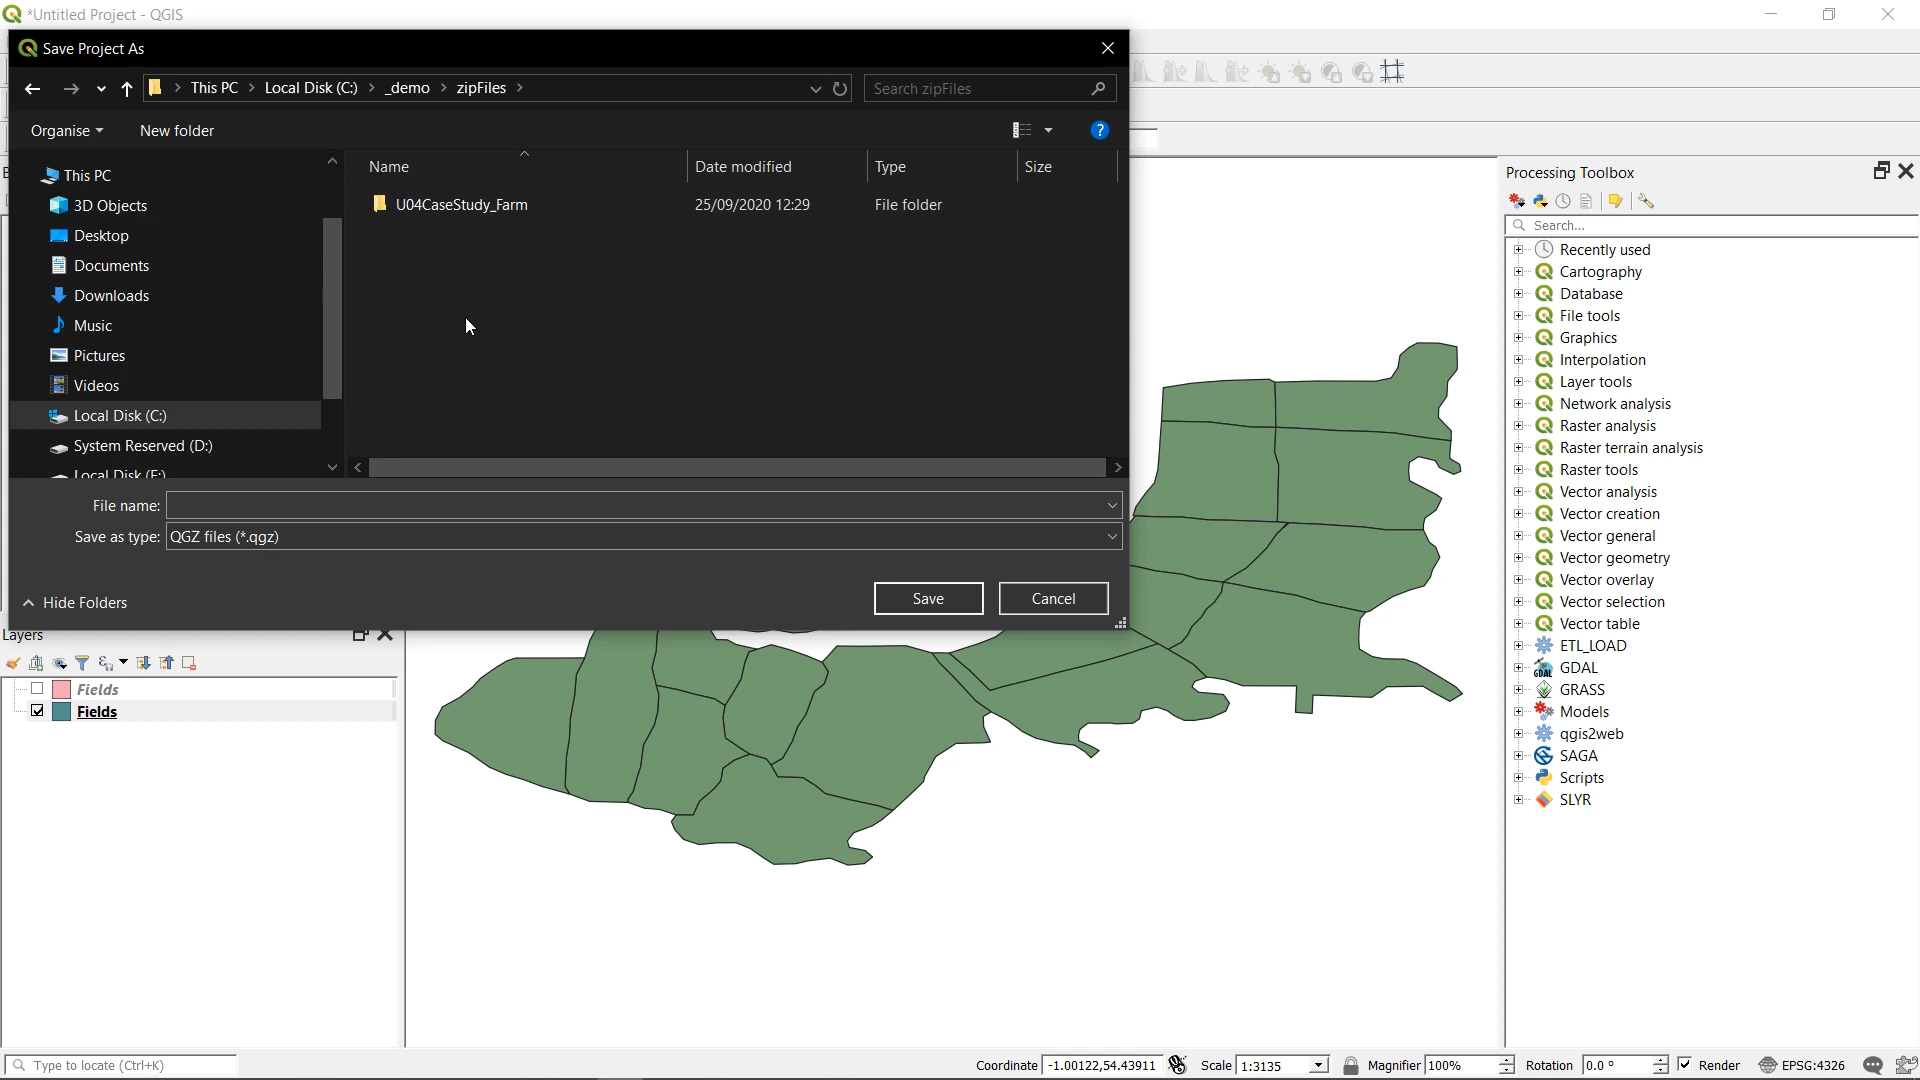 *Untitled Project - QGIS
Save Project As
This PC > Local Disk (C:) > _demo > zipFiles >
Search zipFiles
Organise
New folder
Name
Date modified
Type
Size
U04CaseStudy_Farm
25/09/2020 12:29
File folder
This PC
3D Objects
Desktop
Documents
Downloads
Music
Pictures
Videos
Local Disk (C:)
System Reserved (D:)
Local Disk (E:)
File name:
Save as type: QGZ files (*.qgz)
Hide Folders
Save
Cancel
Processing Toolbox
Search...
Recently used
Cartography
Database
File tools
Graphics
Interpolation
Layer tools
Network analysis
Raster analysis
Raster terrain analysis
Raster tools
Vector analysis
Vector creation
Vector general
Vector geometry
Vector overlay
Vector selection
Vector table
ETL_LOAD
GDAL
GRASS
Models
qgis2web
SAGA
Scripts
SLYR
Layers
Fields
Fields
Type to locate (Ctrl+K)
Coordinate -1.00122,54.43911
Scale 1:3135
Magnifier 100%
Rotation 0.0 °
Render
EPSG:4326